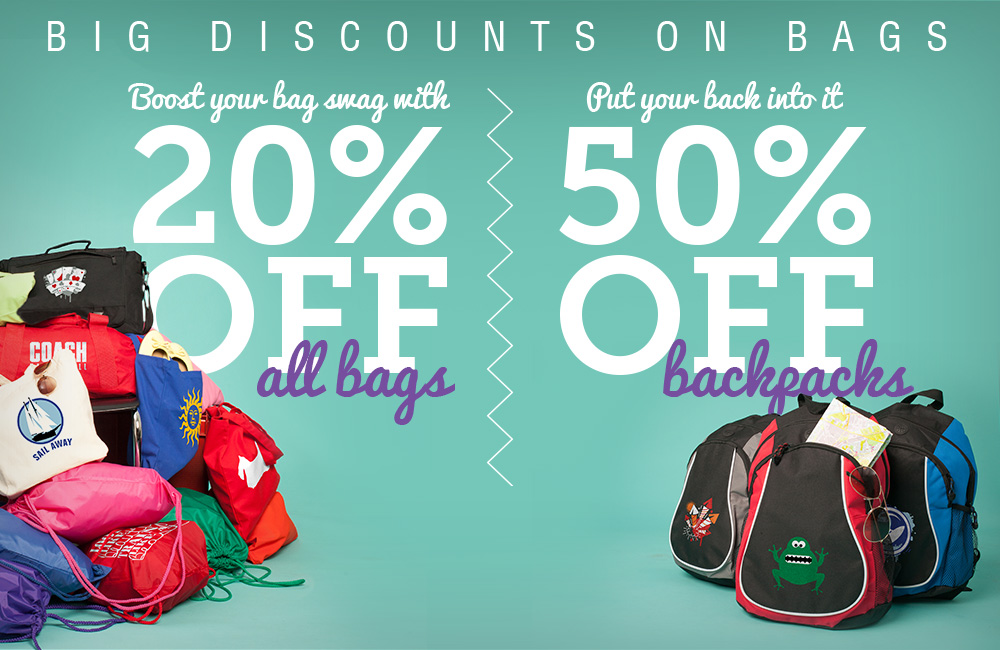 BIG DISCOUNTS ON BAGS
Boost your bag swag with
20%
OFF
all bags
Put your back into it
50%
OFF
backpacks
COACH
SAIL AWAY